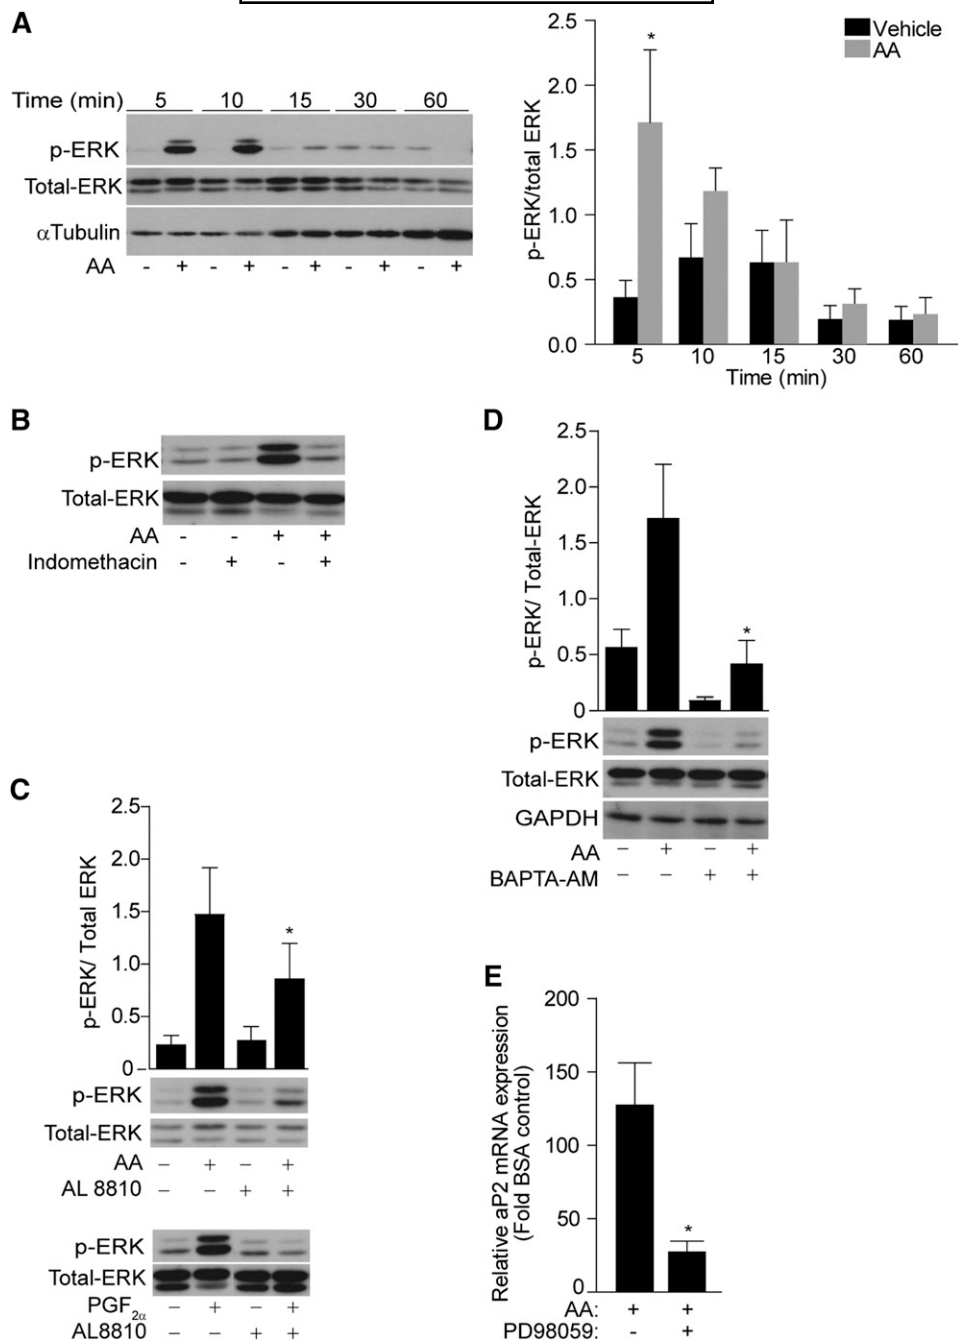 A
Time (min) 5 10 15 30 60
p-ERK
Total-ERK
αTubulin
AA - + - + - + - + - +
2.5
2.0
1.5
1.0
0.5
0.0
p-ERK/total ERK
*
Vehicle
AA
5 10 15 30 60
Time (min)
B
p-ERK
Total-ERK
AA - - + +
Indomethacin - + - +
C
2.5
2.0
1.5
1.0
0.5
0
p-ERK/ Total ERK
*
p-ERK
Total-ERK
AA − + − +
AL 8810 − − + +
p-ERK
Total-ERK
PGF2α − + − +
AL8810 − − + +
D
2.5
2.0
1.5
1.0
0.5
0
p-ERK/ Total-ERK
*
p-ERK
Total-ERK
GAPDH
AA − + − +
BAPTA-AM − − + +
E
200
150
100
50
0
Relative aP2 mRNA expression
(Fold BSA control)
*
AA: + +
PD98059: - +